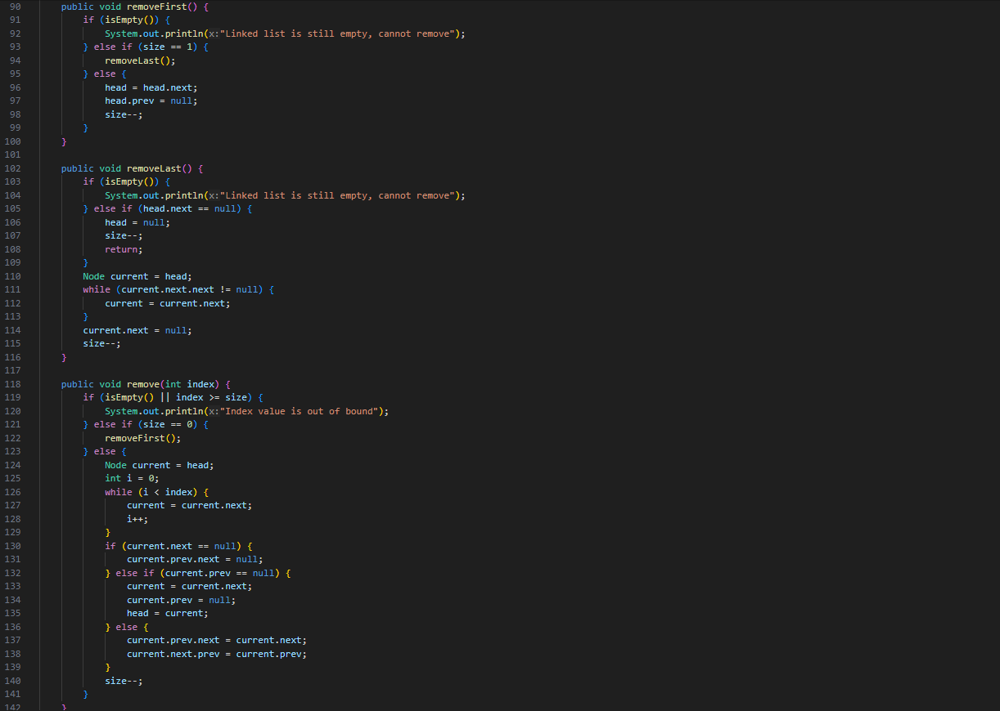 90 public void removeFirst() {
91 if (isEmpty()) {
92 System.out.println(x:"Linked list is still empty, cannot remove");
93 } else if (size == 1) {
94 removeLast();
95 } else {
96 head = head.next;
97 head.prev = null;
98 size--;
99 }
100 }
101
102 public void removeLast() {
103 if (isEmpty()) {
104 System.out.println(x:"Linked list is still empty, cannot remove");
105 } else if (head.next == null) {
106 head = null;
107 size--;
108 return;
109 }
110 Node current = head;
111 while (current.next.next != null) {
112 current = current.next;
113 }
114 current.next = null;
115 size--;
116 }
117
118 public void remove(int index) {
119 if (isEmpty() || index >= size) {
120 System.out.println(x:"Index value is out of bound");
121 } else if (size == 0) {
122 removeFirst();
123 } else {
124 Node current = head;
125 int i = 0;
126 while (i < index) {
127 current = current.next;
128 i++;
129 }
130 if (current.next == null) {
131 current.prev.next = null;
132 } else if (current.prev == null) {
133 current = current.next;
134 current.prev = null;
135 head = current;
136 } else {
137 current.prev.next = current.next;
138 current.next.prev = current.prev;
139 }
140 size--;
141 }
142 }